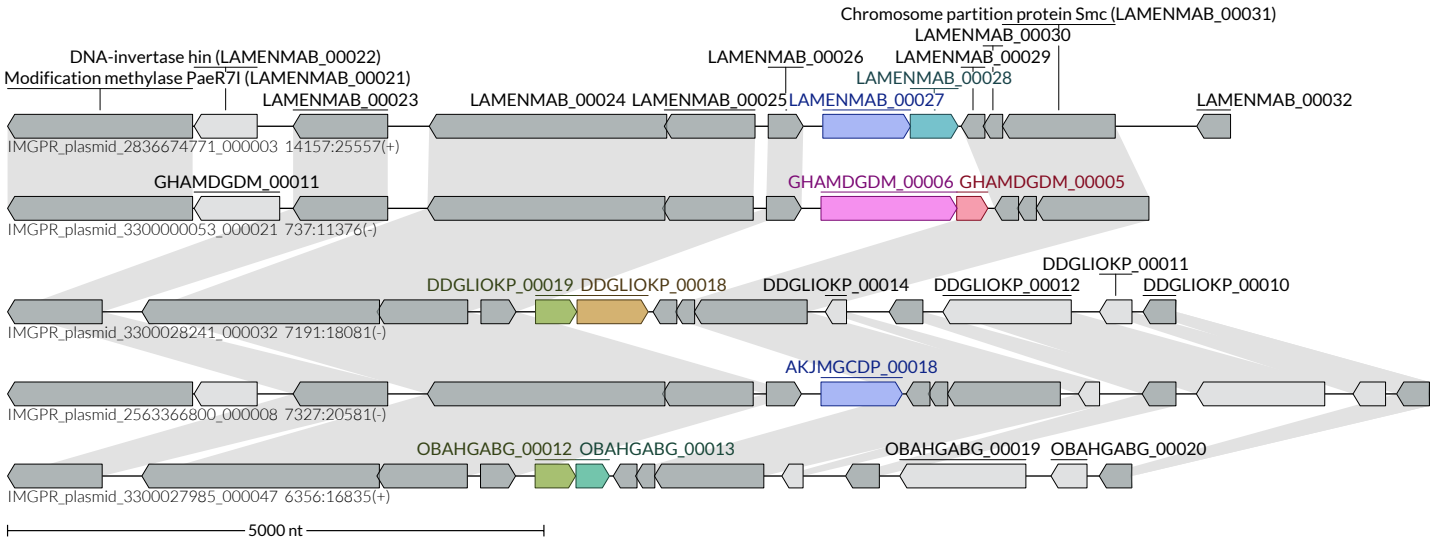 Chromosome partition protein Smc (LAMENMAB_00031)
LAMENMAB_00030
DNA-invertase hin (LAMENMAB_00022) LAMENMAB_00026 LAMENMAB_00029
Modification methylase PaeR7I (LAMENMAB_00021) LAMENMAB_00028
LAMENMAB_00023 LAMENMAB_00024 LAMENMAB_00025 LAMENMAB_00027 LAMENMAB_00032
IMGPR_plasmid_2836674771_000003 14157:25557(+)
GHAMDGDM_00011 GHAMDGDM_00006 GHAMDGDM_00005
IMGPR_plasmid_3300000053_000021 737:11376(-)
DDGLIOKP_00011
DDGLIOKP_00019 DDGLIOKP_00018 DDGLIOKP_00014 DDGLIOKP_00012 DDGLIOKP_00010
IMGPR_plasmid_3300028241_000032 7191:18081(-)
AKJMGCDP_00018
IMGPR_plasmid_2563366800_000008 7327:20581(-)
OBAHGABG_00012 OBAHGABG_00013 OBAHGABG_00019 OBAHGABG_00020
IMGPR_plasmid_3300027985_000047 6356:16835(+)
5000 nt